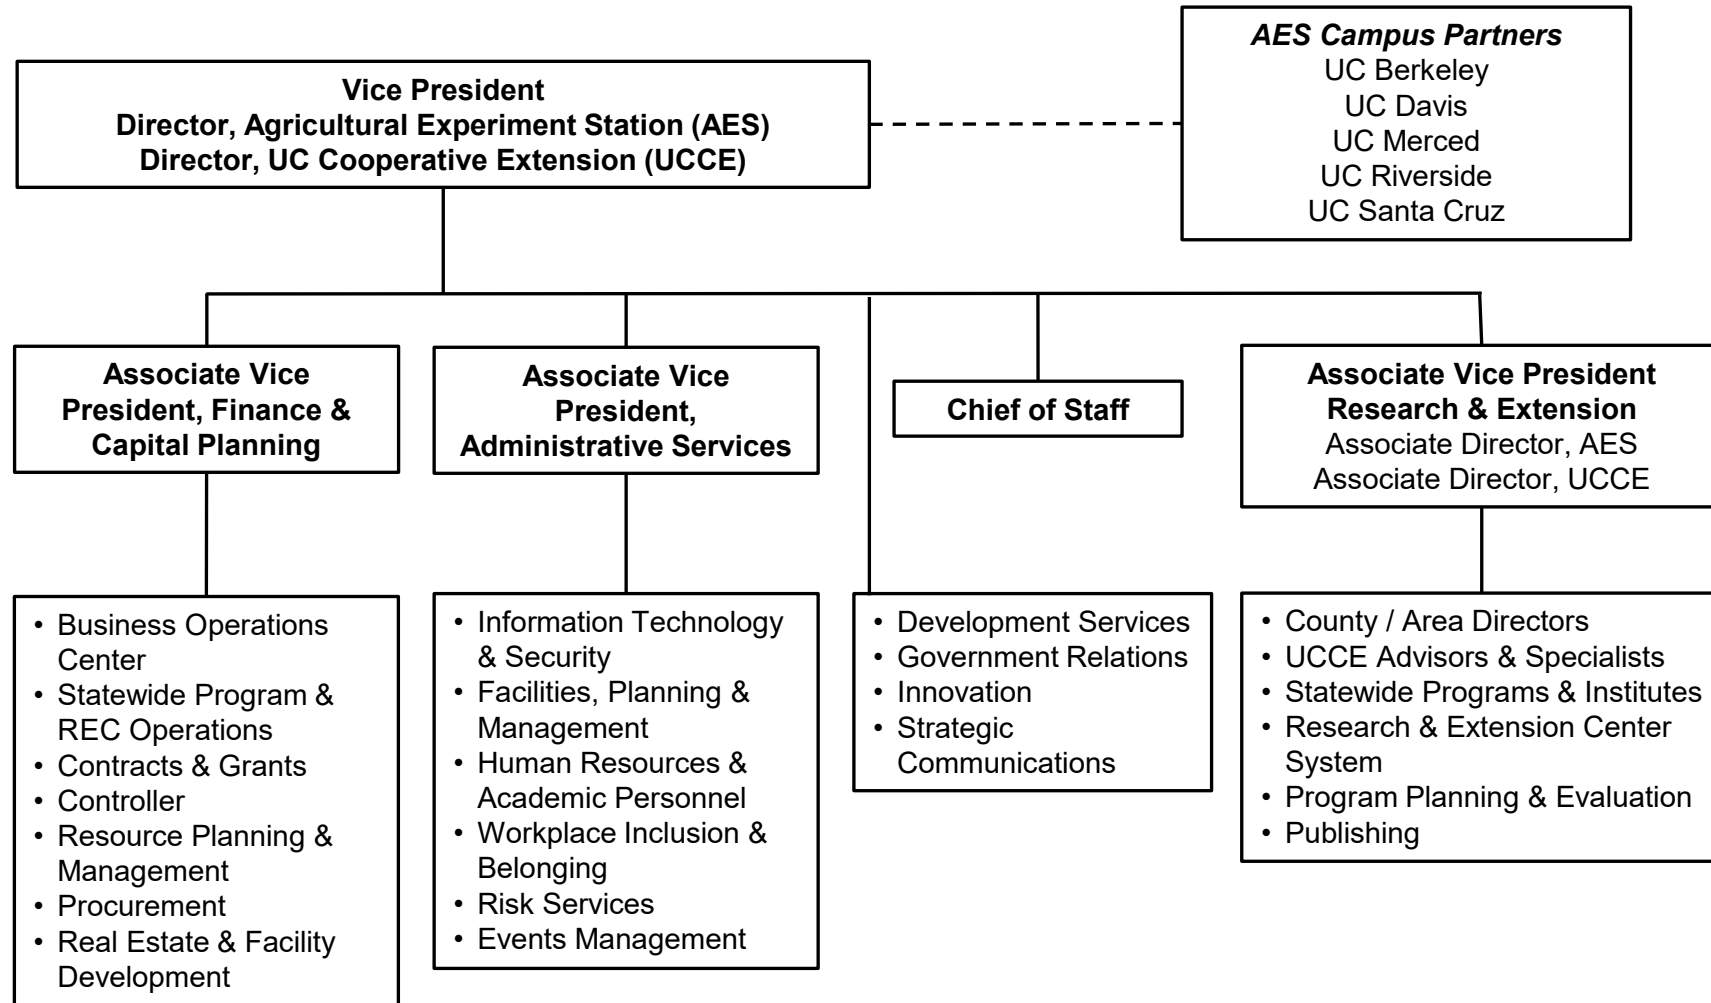 AES Campus Partners
UC Berkeley
UC Davis
UC Merced
UC Riverside
UC Santa Cruz
Vice President
Director, Agricultural Experiment Station (AES)
Director, UC Cooperative Extension (UCCE)
Associate Vice
President, Finance &
Capital Planning
Associate Vice
President,
Administrative Services
Chief of Staff
Associate Vice President
Research & Extension
Associate Director, AES
Associate Director, UCCE
• Business Operations
Center
• Statewide Program &
REC Operations
• Contracts & Grants
• Controller
• Resource Planning &
Management
• Procurement
• Real Estate & Facility
Development
• Information Technology
& Security
• Facilities, Planning &
Management
• Human Resources &
Academic Personnel
• Workplace Inclusion &
Belonging
• Risk Services
• Events Management
• Development Services
• Government Relations
• Innovation
• Strategic
Communications
• County / Area Directors
• UCCE Advisors & Specialists
• Statewide Programs & Institutes
• Research & Extension Center
System
• Program Planning & Evaluation
• Publishing